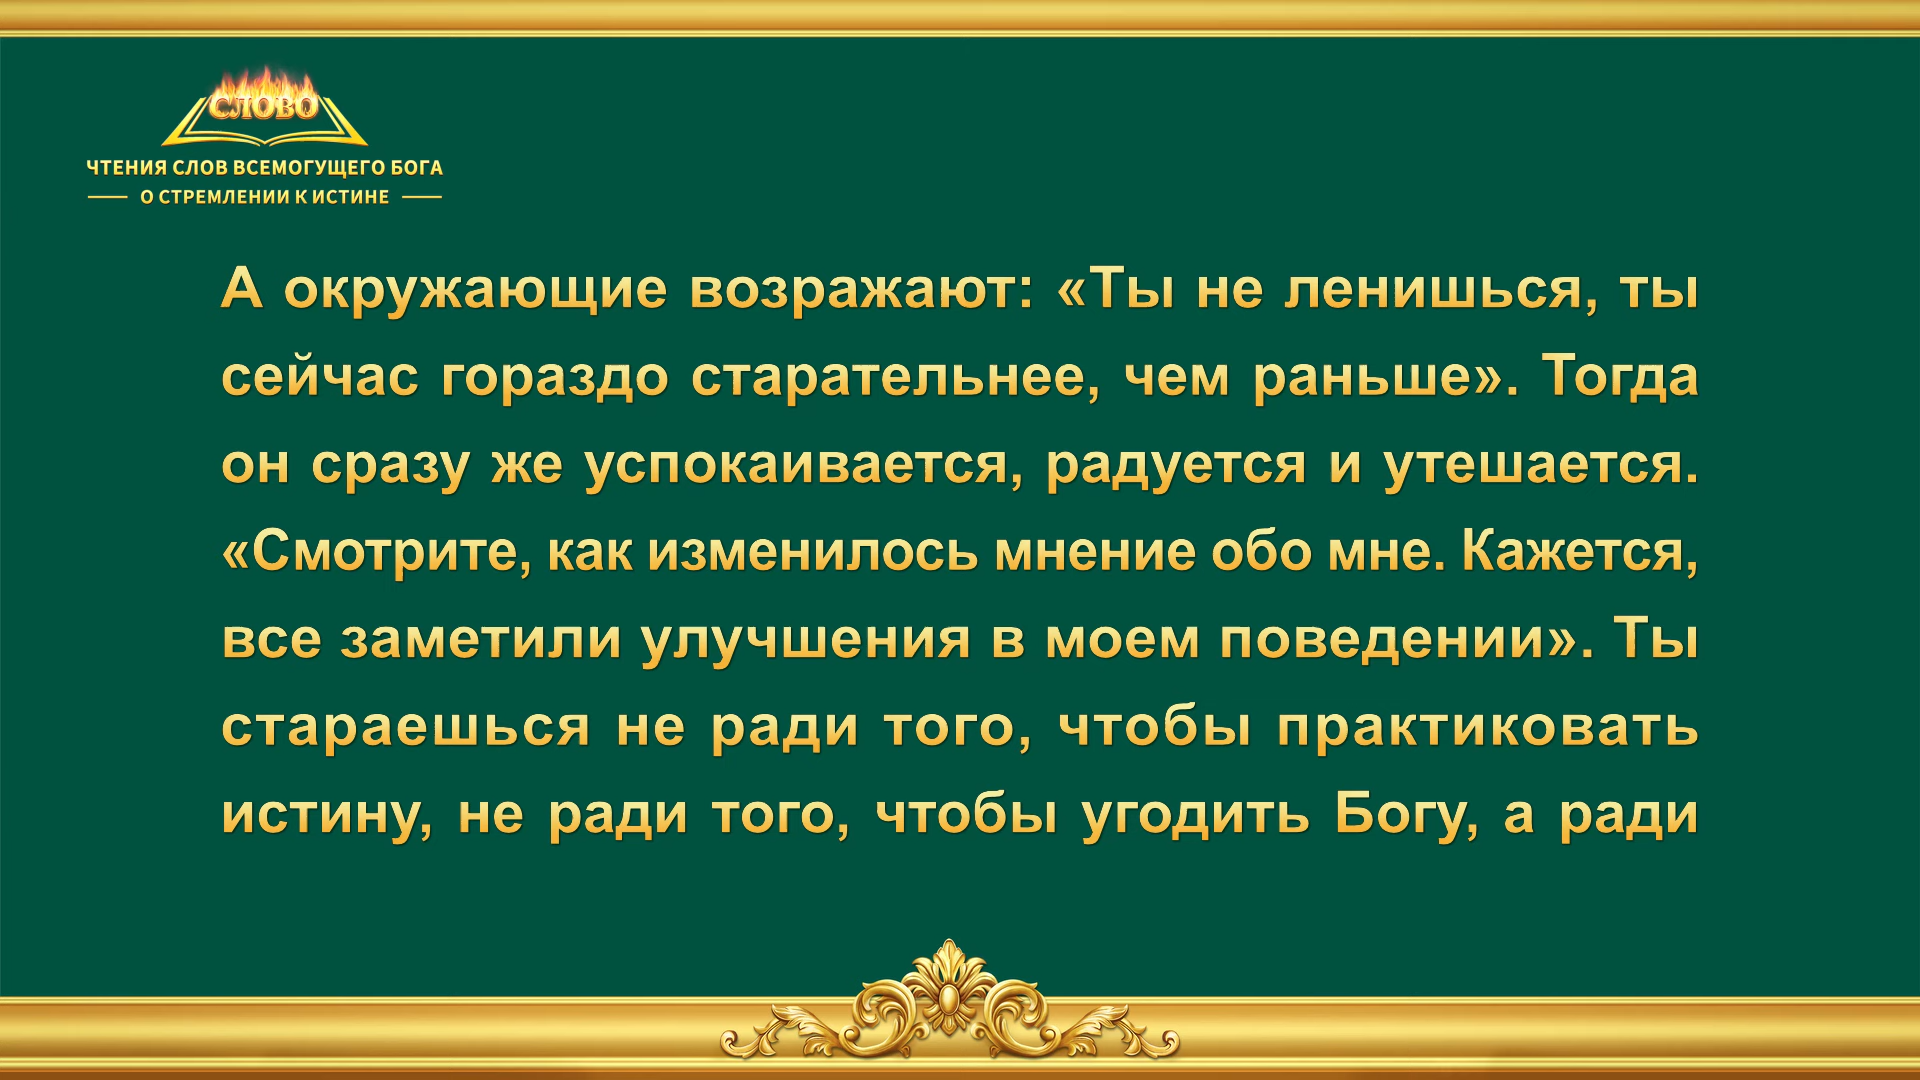 СЛОВО
ЧТЕНИЯ СЛОВ ВСЕМОГУЩЕГО БОГА
О СТРЕМЛЕНИИ К ИСТИНЕ
А окружающие возражают: «Ты не ленишься, ты
сейчас гораздо старательнее, чем раньше». Тогда
он сразу же успокаивается, радуется и утешается.
«Смотрите, как изменилось мнение обо мне. Кажется,
все заметили улучшения в моем поведении». Ты
стараешься не ради того, чтобы практиковать
истину, не ради того, чтобы угодить Богу, а ради